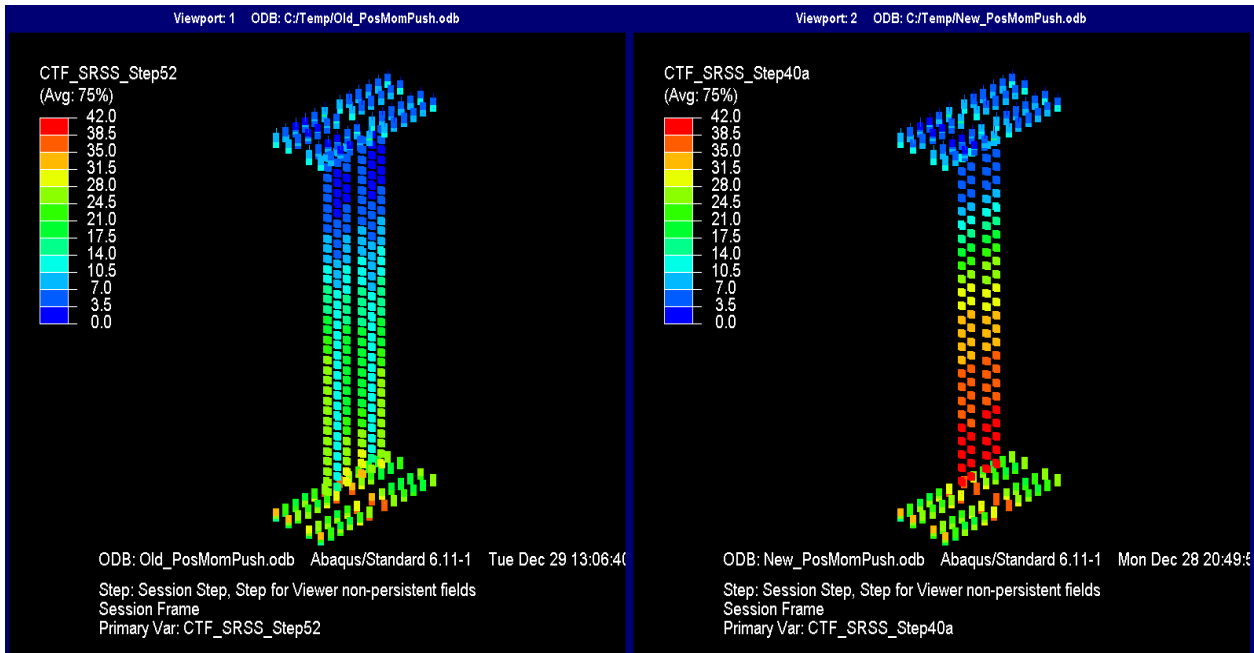 Viewport: 1 ODB: C:/Temp/Old_PosMomPush.odb
CTF_SRSS_Step52
(Avg: 75%)
42.0
38.5
35.0
31.5
28.0
24.5
21.0
17.5
14.0
10.5
7.0
3.5
0.0
ODB: Old_PosMomPush.odb Abaqus/Standard 6.11-1 Tue Dec 29 13:06:40
Step: Session Step, Step for Viewer non-persistent fields
Session Frame
Primary Var: CTF_SRSS_Step52
Viewport: 2 ODB: C:/Temp/New_PosMomPush.odb
CTF_SRSS_Step40a
(Avg: 75%)
42.0
38.5
35.0
31.5
28.0
24.5
21.0
17.5
14.0
10.5
7.0
3.5
0.0
ODB: New_PosMomPush.odb Abaqus/Standard 6.11-1 Mon Dec 28 20:49:5
Step: Session Step, Step for Viewer non-persistent fields
Session Frame
Primary Var: CTF_SRSS_Step40a